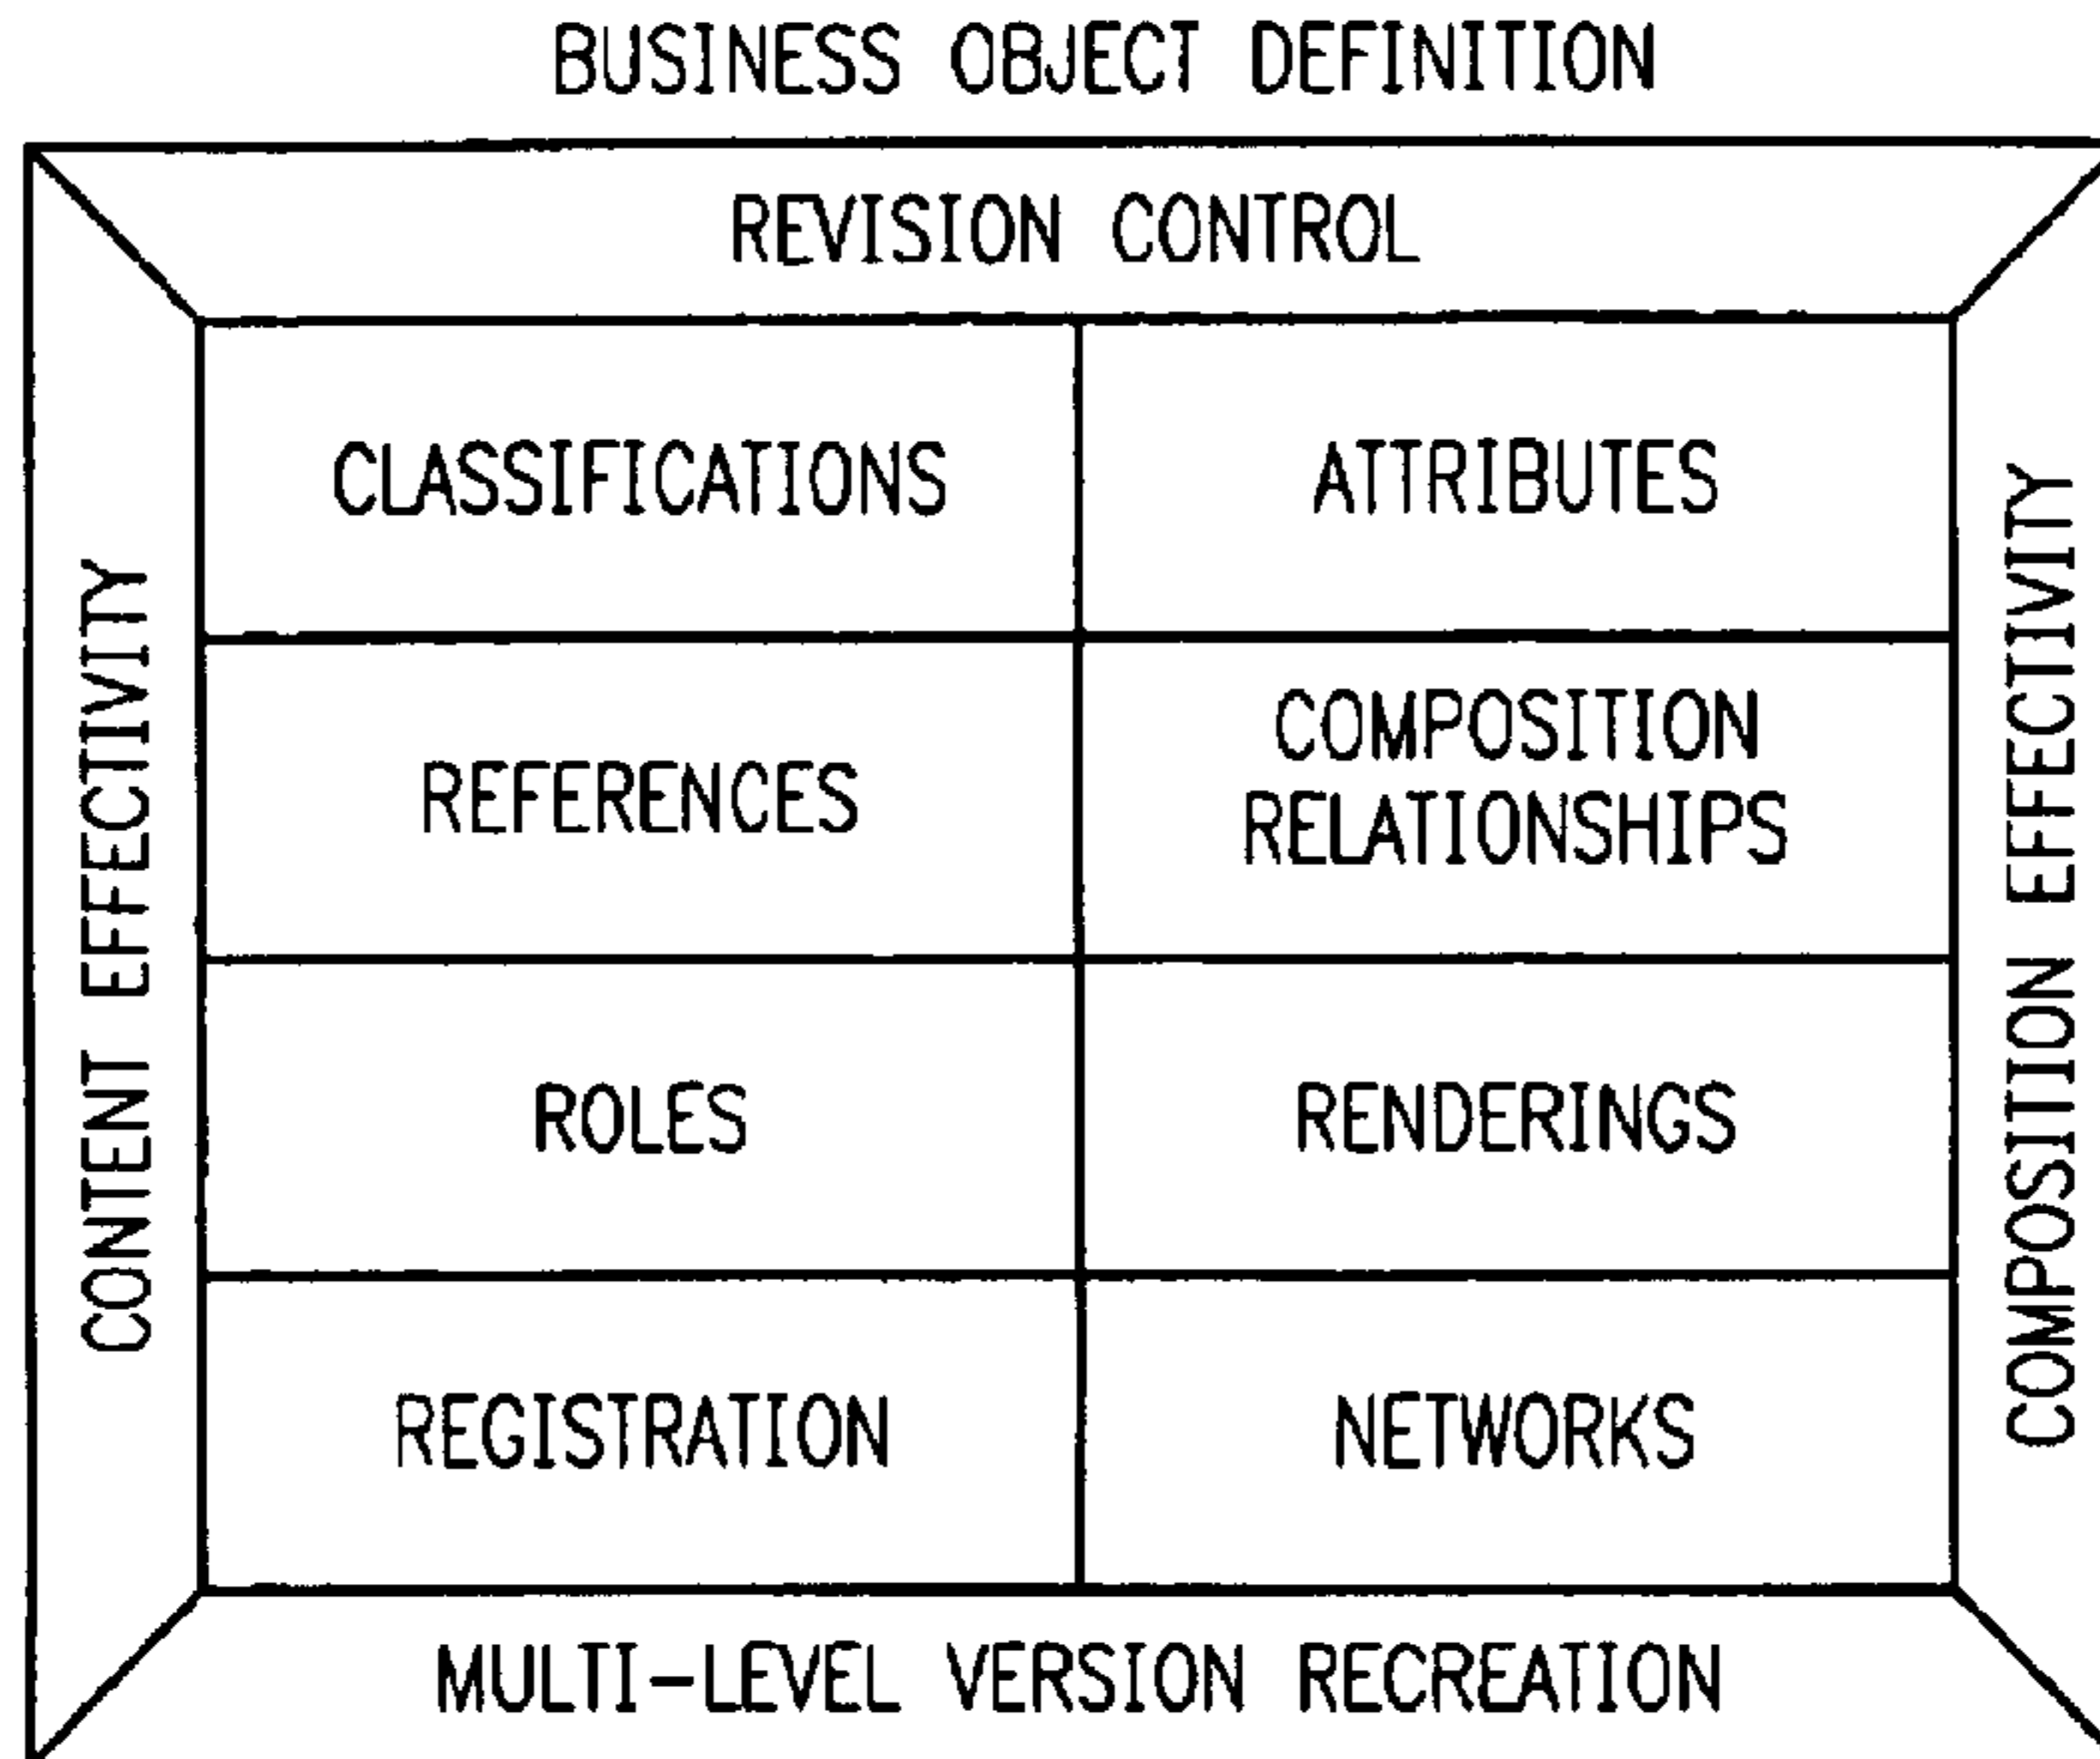 BUSINESS OBJECT DEFINITION
REVISION CONTROL
CONTENT EFFECTIVITY
CLASSIFICATIONS
ATTRIBUTES
REFERENCES
COMPOSITION
RELATIONSHIPS
ROLES
RENDERINGS
REGISTRATION
NETWORKS
COMPOSITION EFFECTIVITY
MULTI-LEVEL VERSION RECREATION